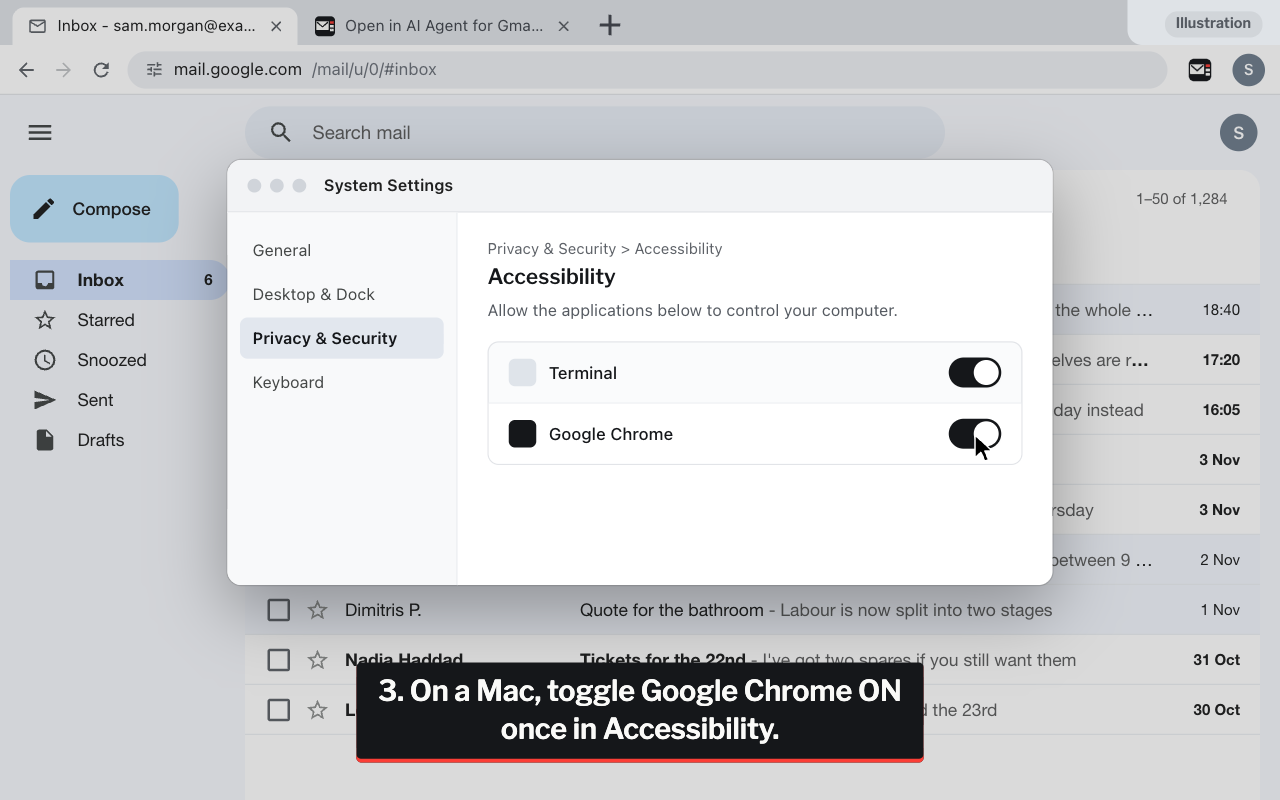 Inbox - sam.morgan@exa...
Open in AI Agent for Gma...
Illustration
mail.google.com /mail/u/0/#inbox
S
Search mail
S
Compose
1–50 of 1,284
Inbox 6
Starred
Snoozed
Sent
Drafts
System Settings
General
Desktop & Dock
Privacy & Security
Keyboard
Privacy & Security > Accessibility
Accessibility
Allow the applications below to control your computer.
Terminal
Google Chrome
the whole ... 18:40
elves are r... 17:20
day instead 16:05
3 Nov
rsday 3 Nov
between 9 ... 2 Nov
Dimitris P. Quote for the bathroom - Labour is now split into two stages 1 Nov
Nadia Haddad Tickets for the 22nd - I've got two spares if you still want them 31 Oct
L d the 23rd 30 Oct
3. On a Mac, toggle Google Chrome ON
once in Accessibility.